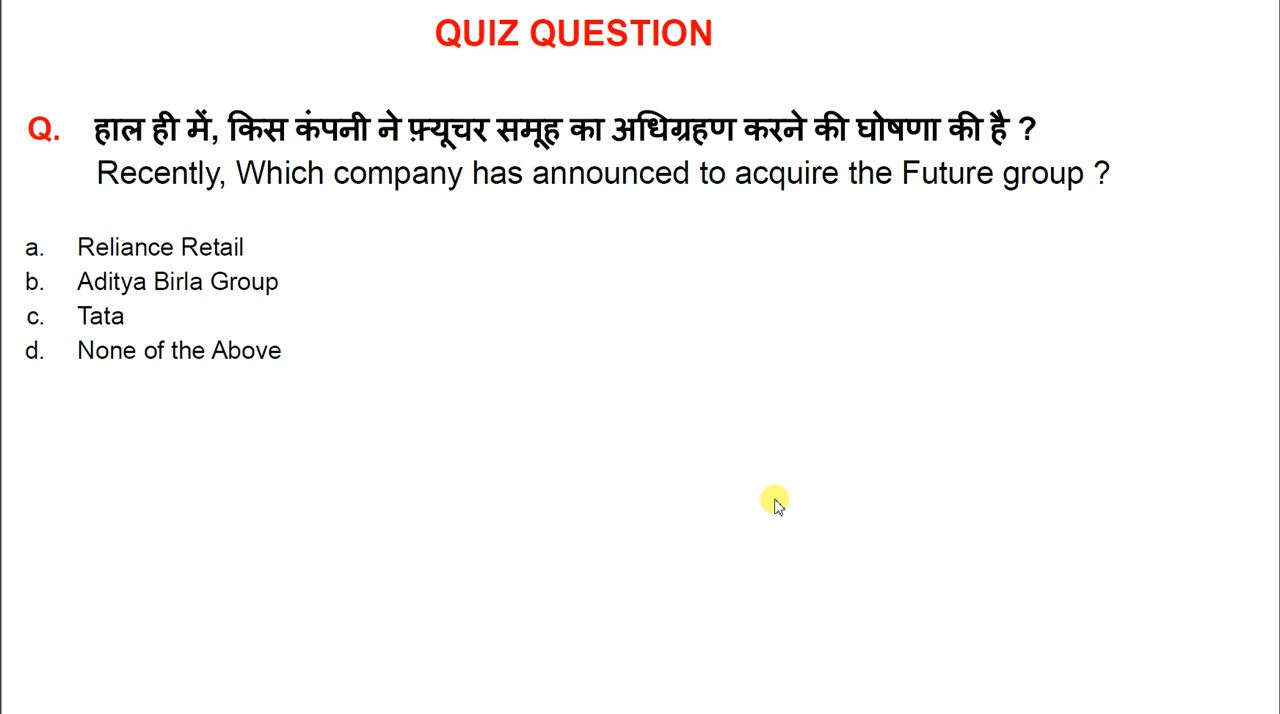 QUIZ QUESTION
Q. हाल ही में, किस कंपनी ने फ़्यूचर समूह का अधिग्रहण करने की घोषणा की है ?
Recently, Which company has announced to acquire the Future group ?
a. Reliance Retail
b. Aditya Birla Group
c. Tata
d. None of the Above